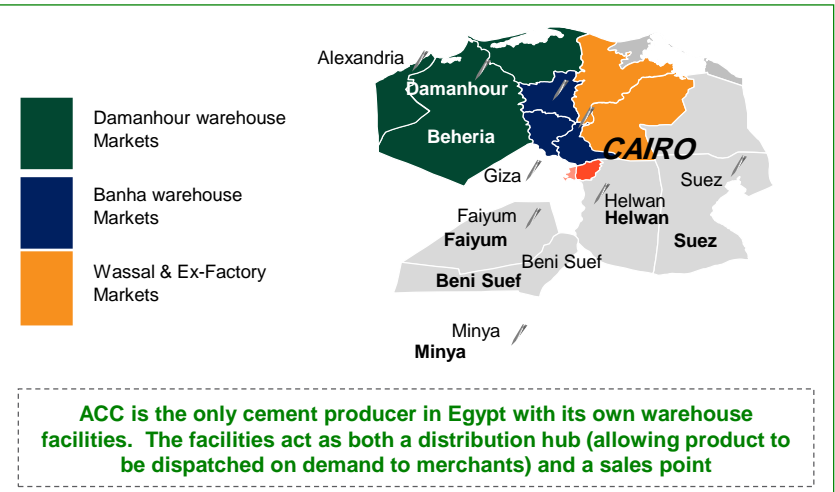 Alexandria
Damanhour
Damanhour warehouse
Markets
Beheria
CAIRO
Banha warehouse
Markets
Giza
Suez
Helwan
Helwan
Faiyum
Faiyum
Suez
Beni Suef
Beni Suef
Wassal & Ex-Factory
Markets
Minya
Minya
ACC is the only cement producer in Egypt with its own warehouse
facilities.  The facilities act as both a distribution hub (allowing product to
be dispatched on demand to merchants) and a sales point